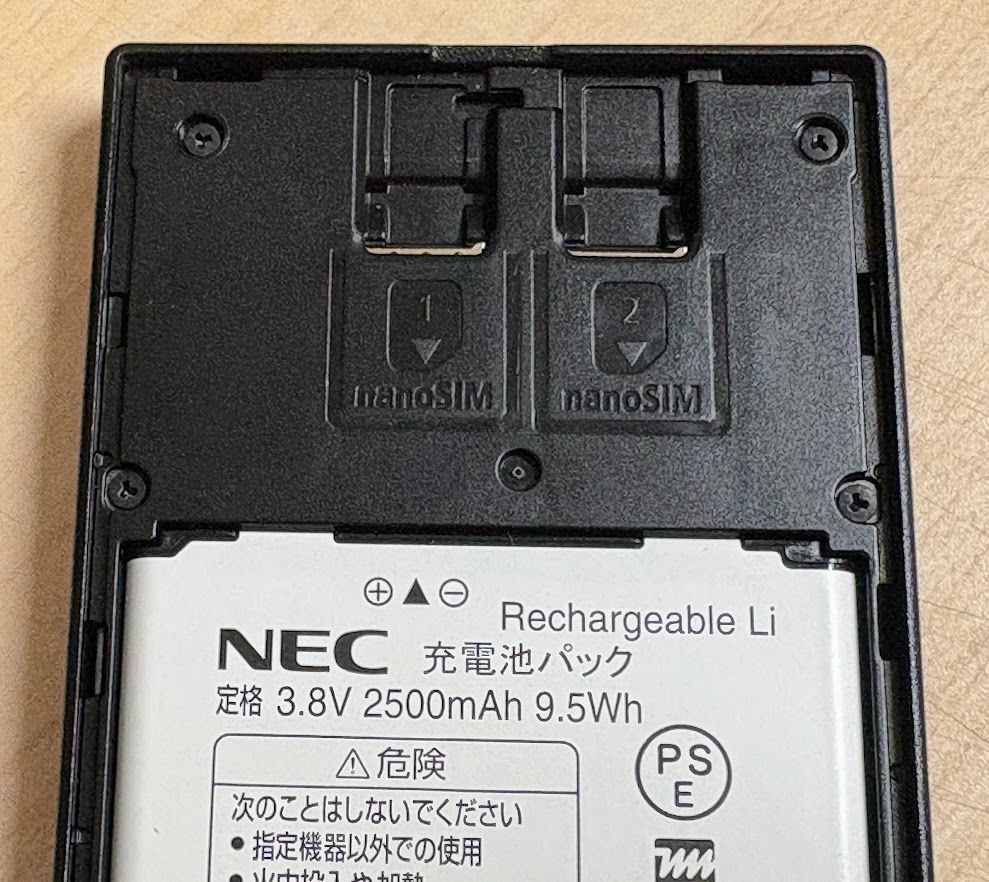 1 2
nanoSIM nanoSIM
⊕▲⊖ Rechargeable Li
NEC 充電池パック
定格 3.8V 2500mAh 9.5Wh
⚠危険
PS
E
次のことはしないでください
•指定機器以外での使用